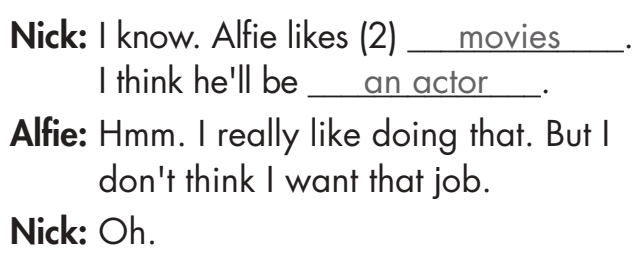 Nick: I know. Alfie likes (2) movies.
I think he'll be an actor.
Alfie: Hmm. I really like doing that. But I
don't think I want that job.
Nick: Oh.